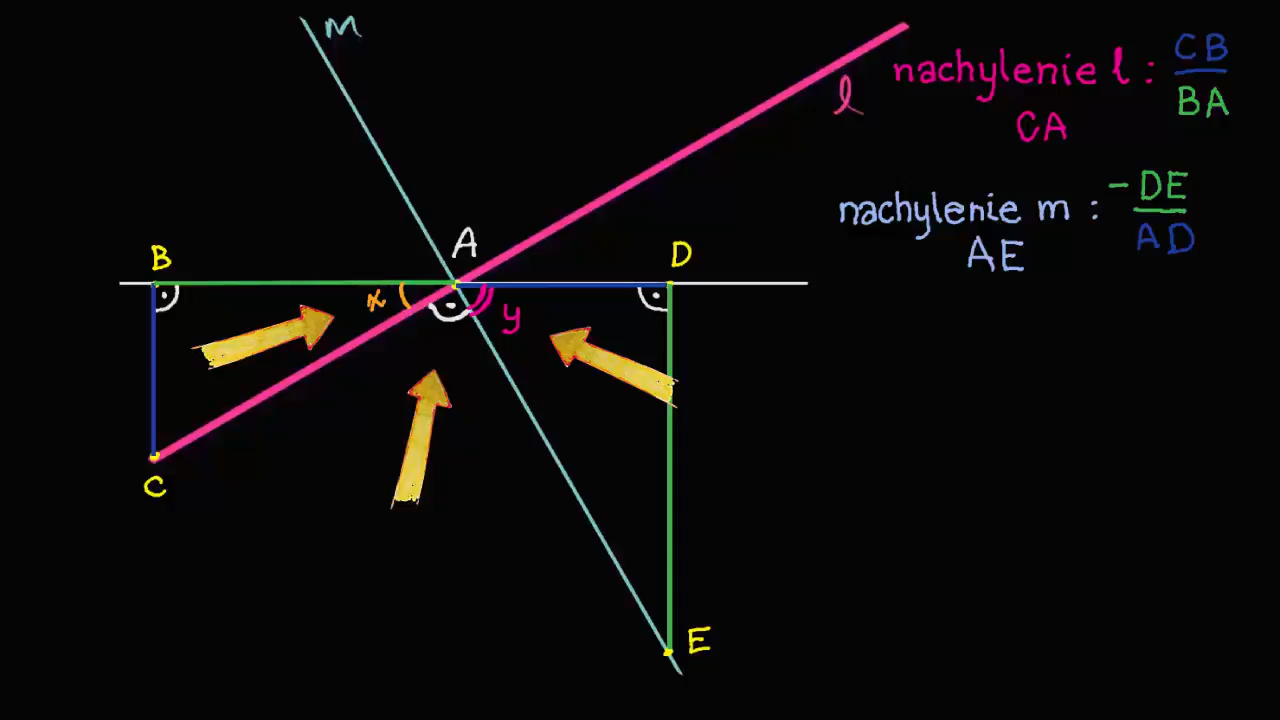 m
l
nachylenie l : CB
BA
CA
nachylenie m : -DE
AD
AE
A
B
D
x
y
C
E